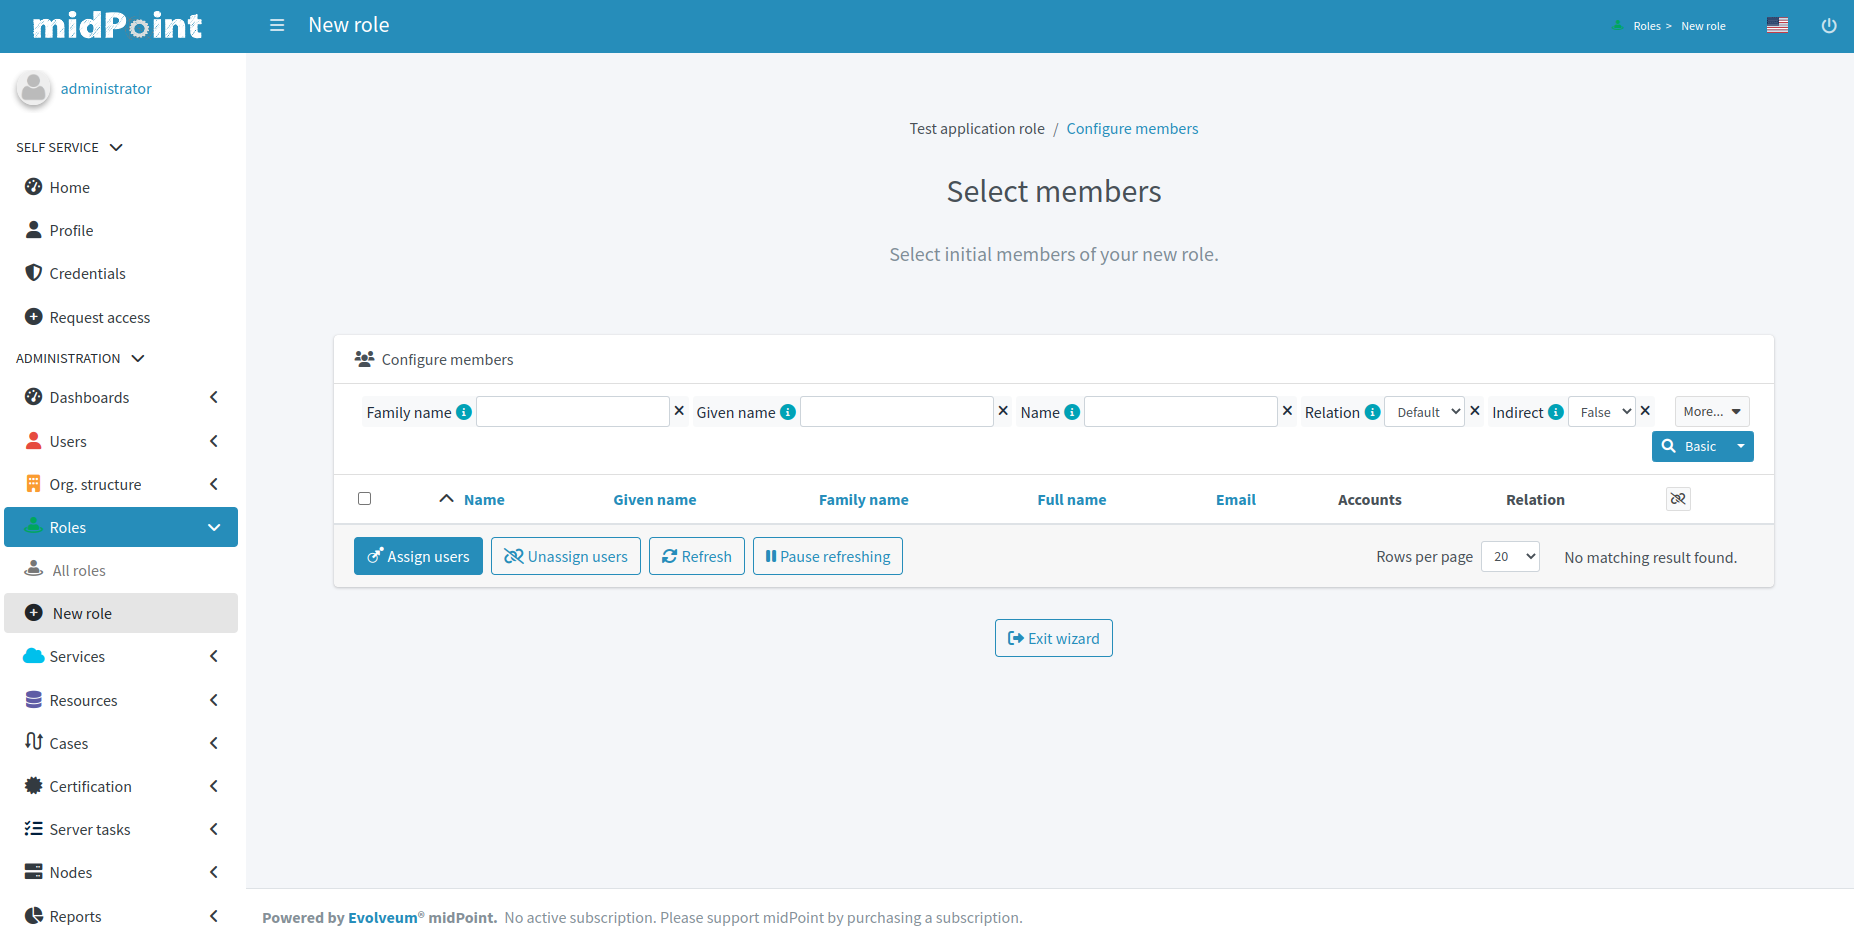 midPoint
New role
Roles > New role
administrator
SELF SERVICE
Home
Profile
Credentials
Request access
ADMINISTRATION
Dashboards
Users
Org. structure
Roles
All roles
New role
Services
Resources
Cases
Certification
Server tasks
Nodes
Reports
Test application role / Configure members
Select members
Select initial members of your new role.
Configure members
Family name Given name Name Relation Default Indirect False More...
Basic
Name Given name Family name Full name Email Accounts Relation
Assign users Unassign users Refresh Pause refreshing Rows per page 20 No matching result found.
Exit wizard
Powered by Evolveum® midPoint. No active subscription. Please support midPoint by purchasing a subscription.